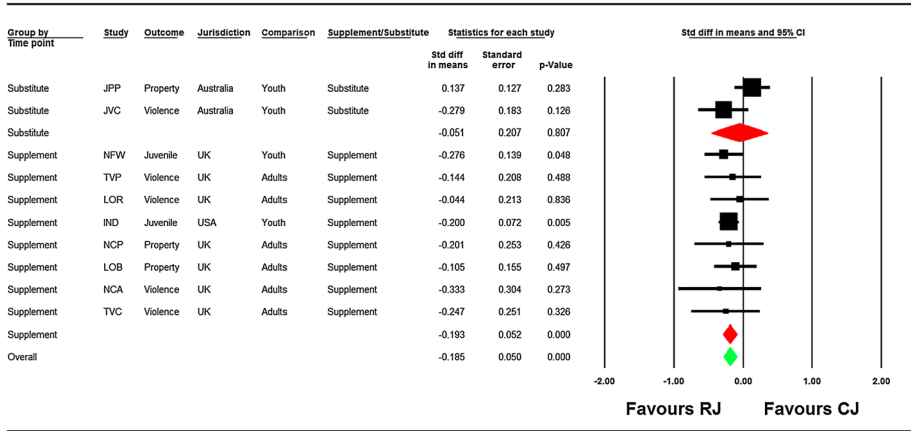 Group by Study Outcome Jurisdiction Comparison Supplement/Substitute Statistics for each study Std diff in means and 95% CI
Time point
Std diff Standard
in means error p-Value
Substitute JPP Property Australia Youth Substitute 0.137 0.127 0.283
Substitute JVC Violence Australia Youth Substitute -0.279 0.183 0.126
Substitute -0.051 0.207 0.807
Supplement NFW Juvenile UK Youth Supplement -0.276 0.139 0.048
Supplement TVP Violence UK Adults Supplement -0.144 0.208 0.488
Supplement LOR Violence UK Adults Supplement -0.044 0.213 0.836
Supplement IND Juvenile USA Youth Supplement -0.200 0.072 0.005
Supplement NCP Property UK Adults Supplement -0.201 0.253 0.426
Supplement LOB Property UK Adults Supplement -0.105 0.155 0.497
Supplement NCA Violence UK Adults Supplement -0.333 0.304 0.273
Supplement TVC Violence UK Adults Supplement -0.247 0.251 0.326
Supplement -0.193 0.052 0.000
Overall -0.185 0.050 0.000
-2.00 -1.00 0.00 1.00 2.00
Favours RJ Favours CJ